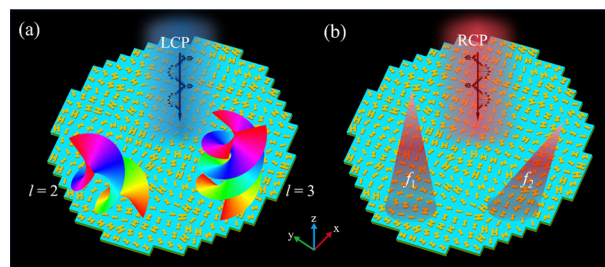 (a)
LCP
l = 2
l = 3
(b)
RCP
f1
f2
z
y
x